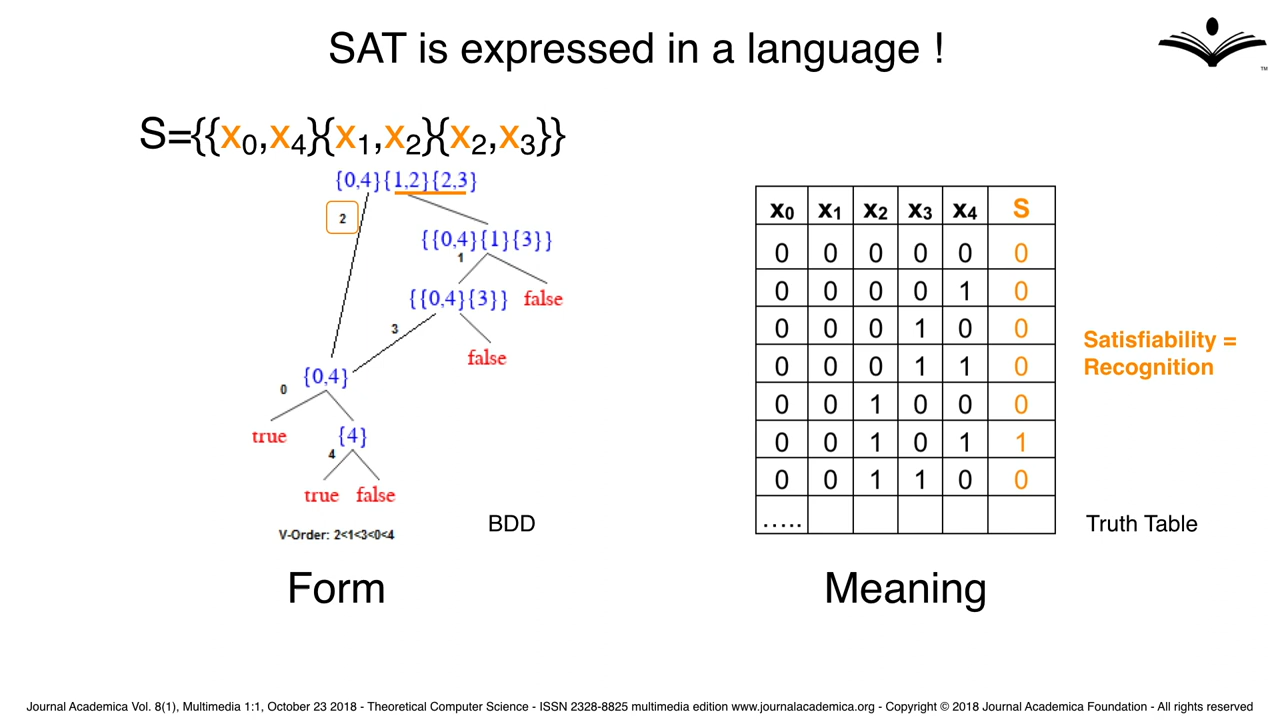 SAT is expressed in a language !
TM
S={{x₀,x₄}{x₁,x₂}{x₂,x₃}}
{0,4}{1,2}{2,3}
2
{{0,4}{1}{3}}
1
{{0,4}{3}} false
3
false
{0,4}
0
true {4}
4
true false
V-Order: 2<1<3<0<4
BDD
Form
x₀ x₁ x₂ x₃ x₄ S
0 0 0 0 0 0
0 0 0 0 1 0
0 0 0 1 0 0
0 0 0 1 1 0
0 0 1 0 0 0
0 0 1 0 1 1
0 0 1 1 0 0
.....
Satisfiability =
Recognition
Truth Table
Meaning
Journal Academica Vol. 8(1), Multimedia 1:1, October 23 2018 - Theoretical Computer Science - ISSN 2328-8825 multimedia edition www.journalacademica.org - Copyright © 2018 Journal Academica Foundation - All rights reserved